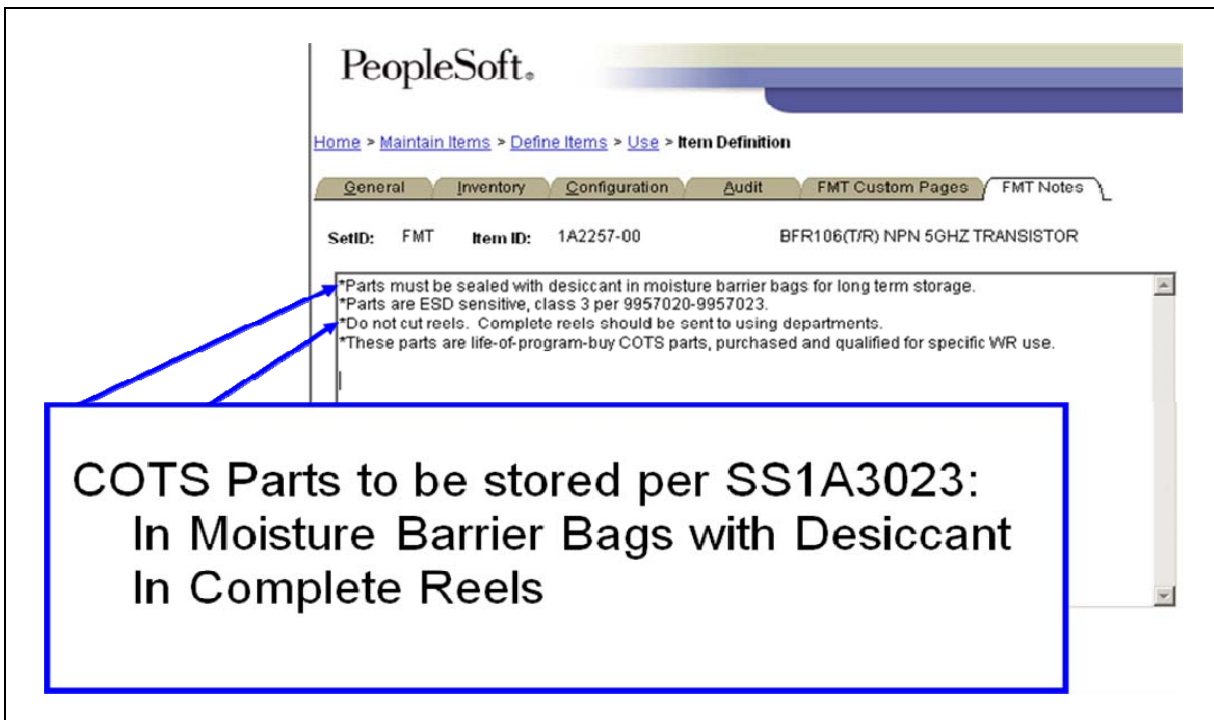 PeopleSoft®
Home > Maintain Items > Define Items > Use > Item Definition
General Inventory Configuration Audit FMT Custom Pages FMT Notes
SetID: FMT Item ID: 1A2257-00 BFR106(T/R) NPN 5GHZ TRANSISTOR
*Parts must be sealed with desiccant in moisture barrier bags for long term storage.
*Parts are ESD sensitive, class 3 per 9957020-9957023.
*Do not cut reels. Complete reels should be sent to using departments.
*These parts are life-of-program-buy COTS parts, purchased and qualified for specific WR use.
COTS Parts to be stored per SS1A3023:
In Moisture Barrier Bags with Desiccant
In Complete Reels